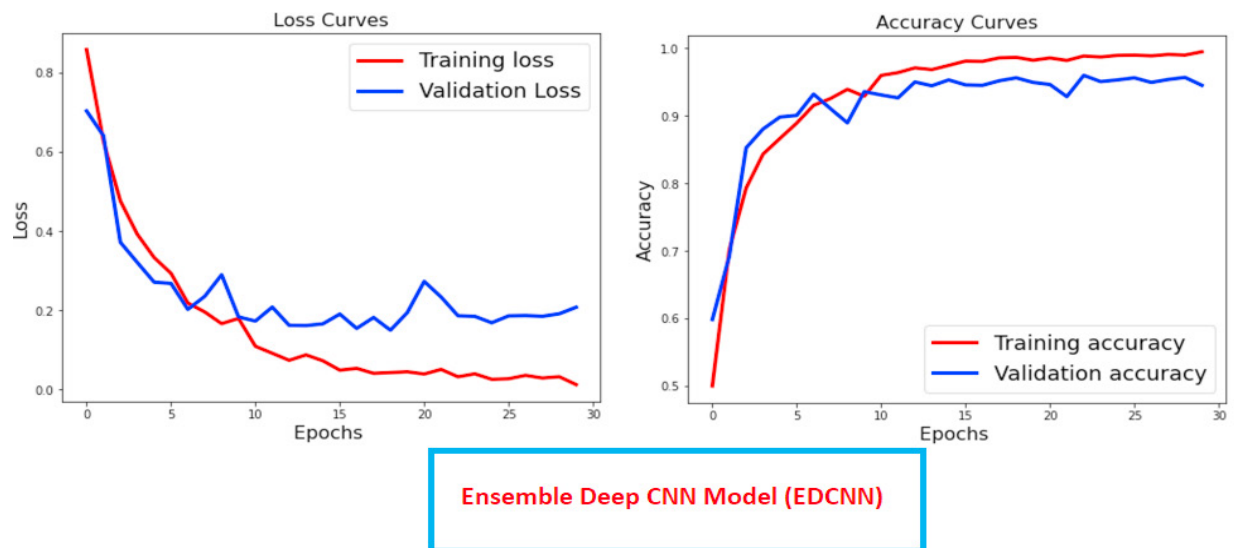 Loss Curves
Training loss
Validation Loss
0.8
0.6
0.4
0.2
0.0
Loss
0 5 10 15 20 25 30
Epochs
Accuracy Curves
1.0
0.9
0.8
0.7
0.6
0.5
Accuracy
Training accuracy
Validation accuracy
0 5 10 15 20 25 30
Epochs
Ensemble Deep CNN Model (EDCNN)